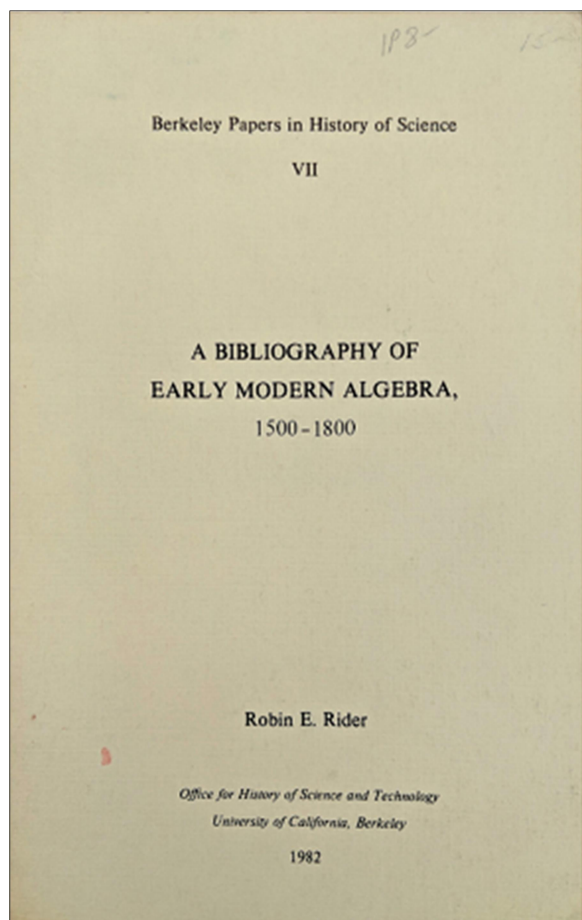 Berkeley Papers in History of Science
VII
A BIBLIOGRAPHY OF
EARLY MODERN ALGEBRA,
1500-1800
Robin E. Rider
Office for History of Science and Technology
University of California, Berkeley
1982